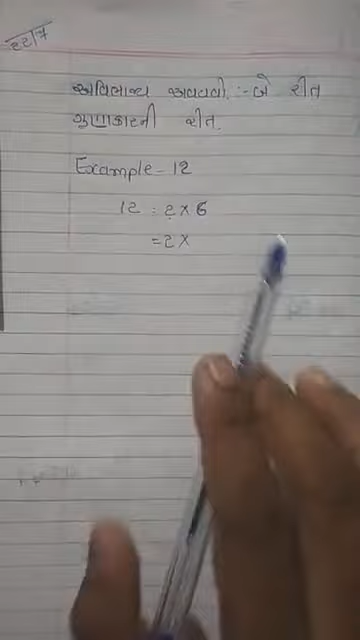 અવિભાજ્ય અવયવો :- બે રીત
ગુણાકારની રીત.
Example - 12
12 = 2 × 6
= 2 ×